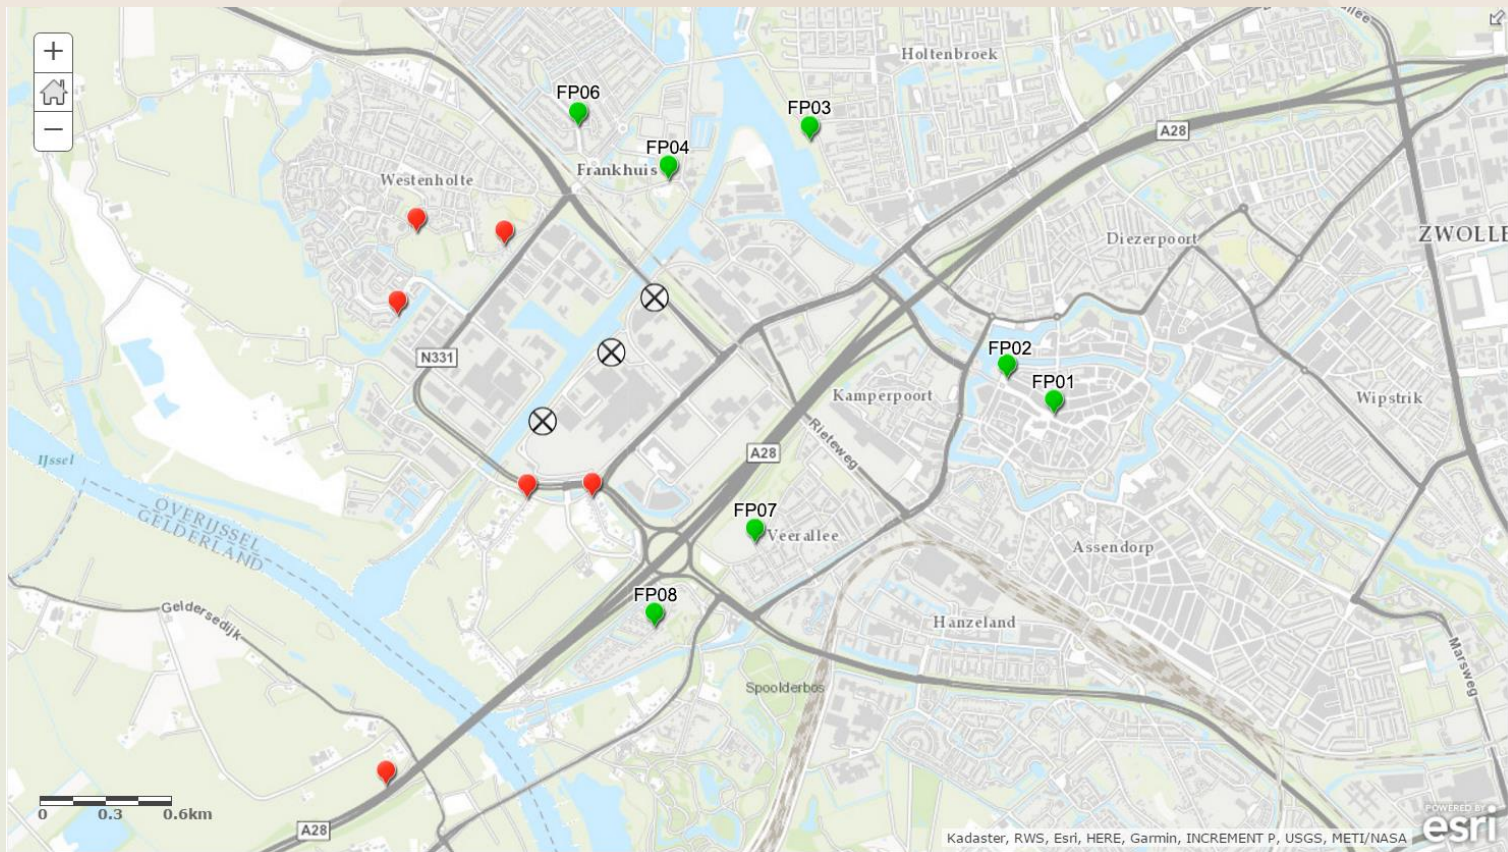 +
−
Holtenbroek
FP06
FP03
A28
FP04
Frankhuis
Westenholte
Diezerpoort
ZWOLLE
N331
FP02
FP01
Kamperpoort
Wipstrik
Rieteweg
A28
IJssel
OVERIJSSEL
GELDERLAND
FP07
Veerallee
Assendorp
FP08
Geldersedijk
Hanzeland
Marsweg
Spoolderbos
0 0.3 0.6km
A28
POWERED BY
esri
Kadaster, RWS, Esri, HERE, Garmin, INCREMENT P, USGS, METI/NASA